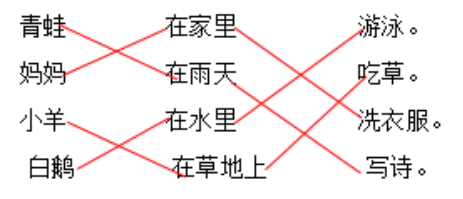 青蛙 在家里 游泳。
妈妈 在雨天 吃草。
小羊 在水里 洗衣服。
白鹅 在草地上 写诗。